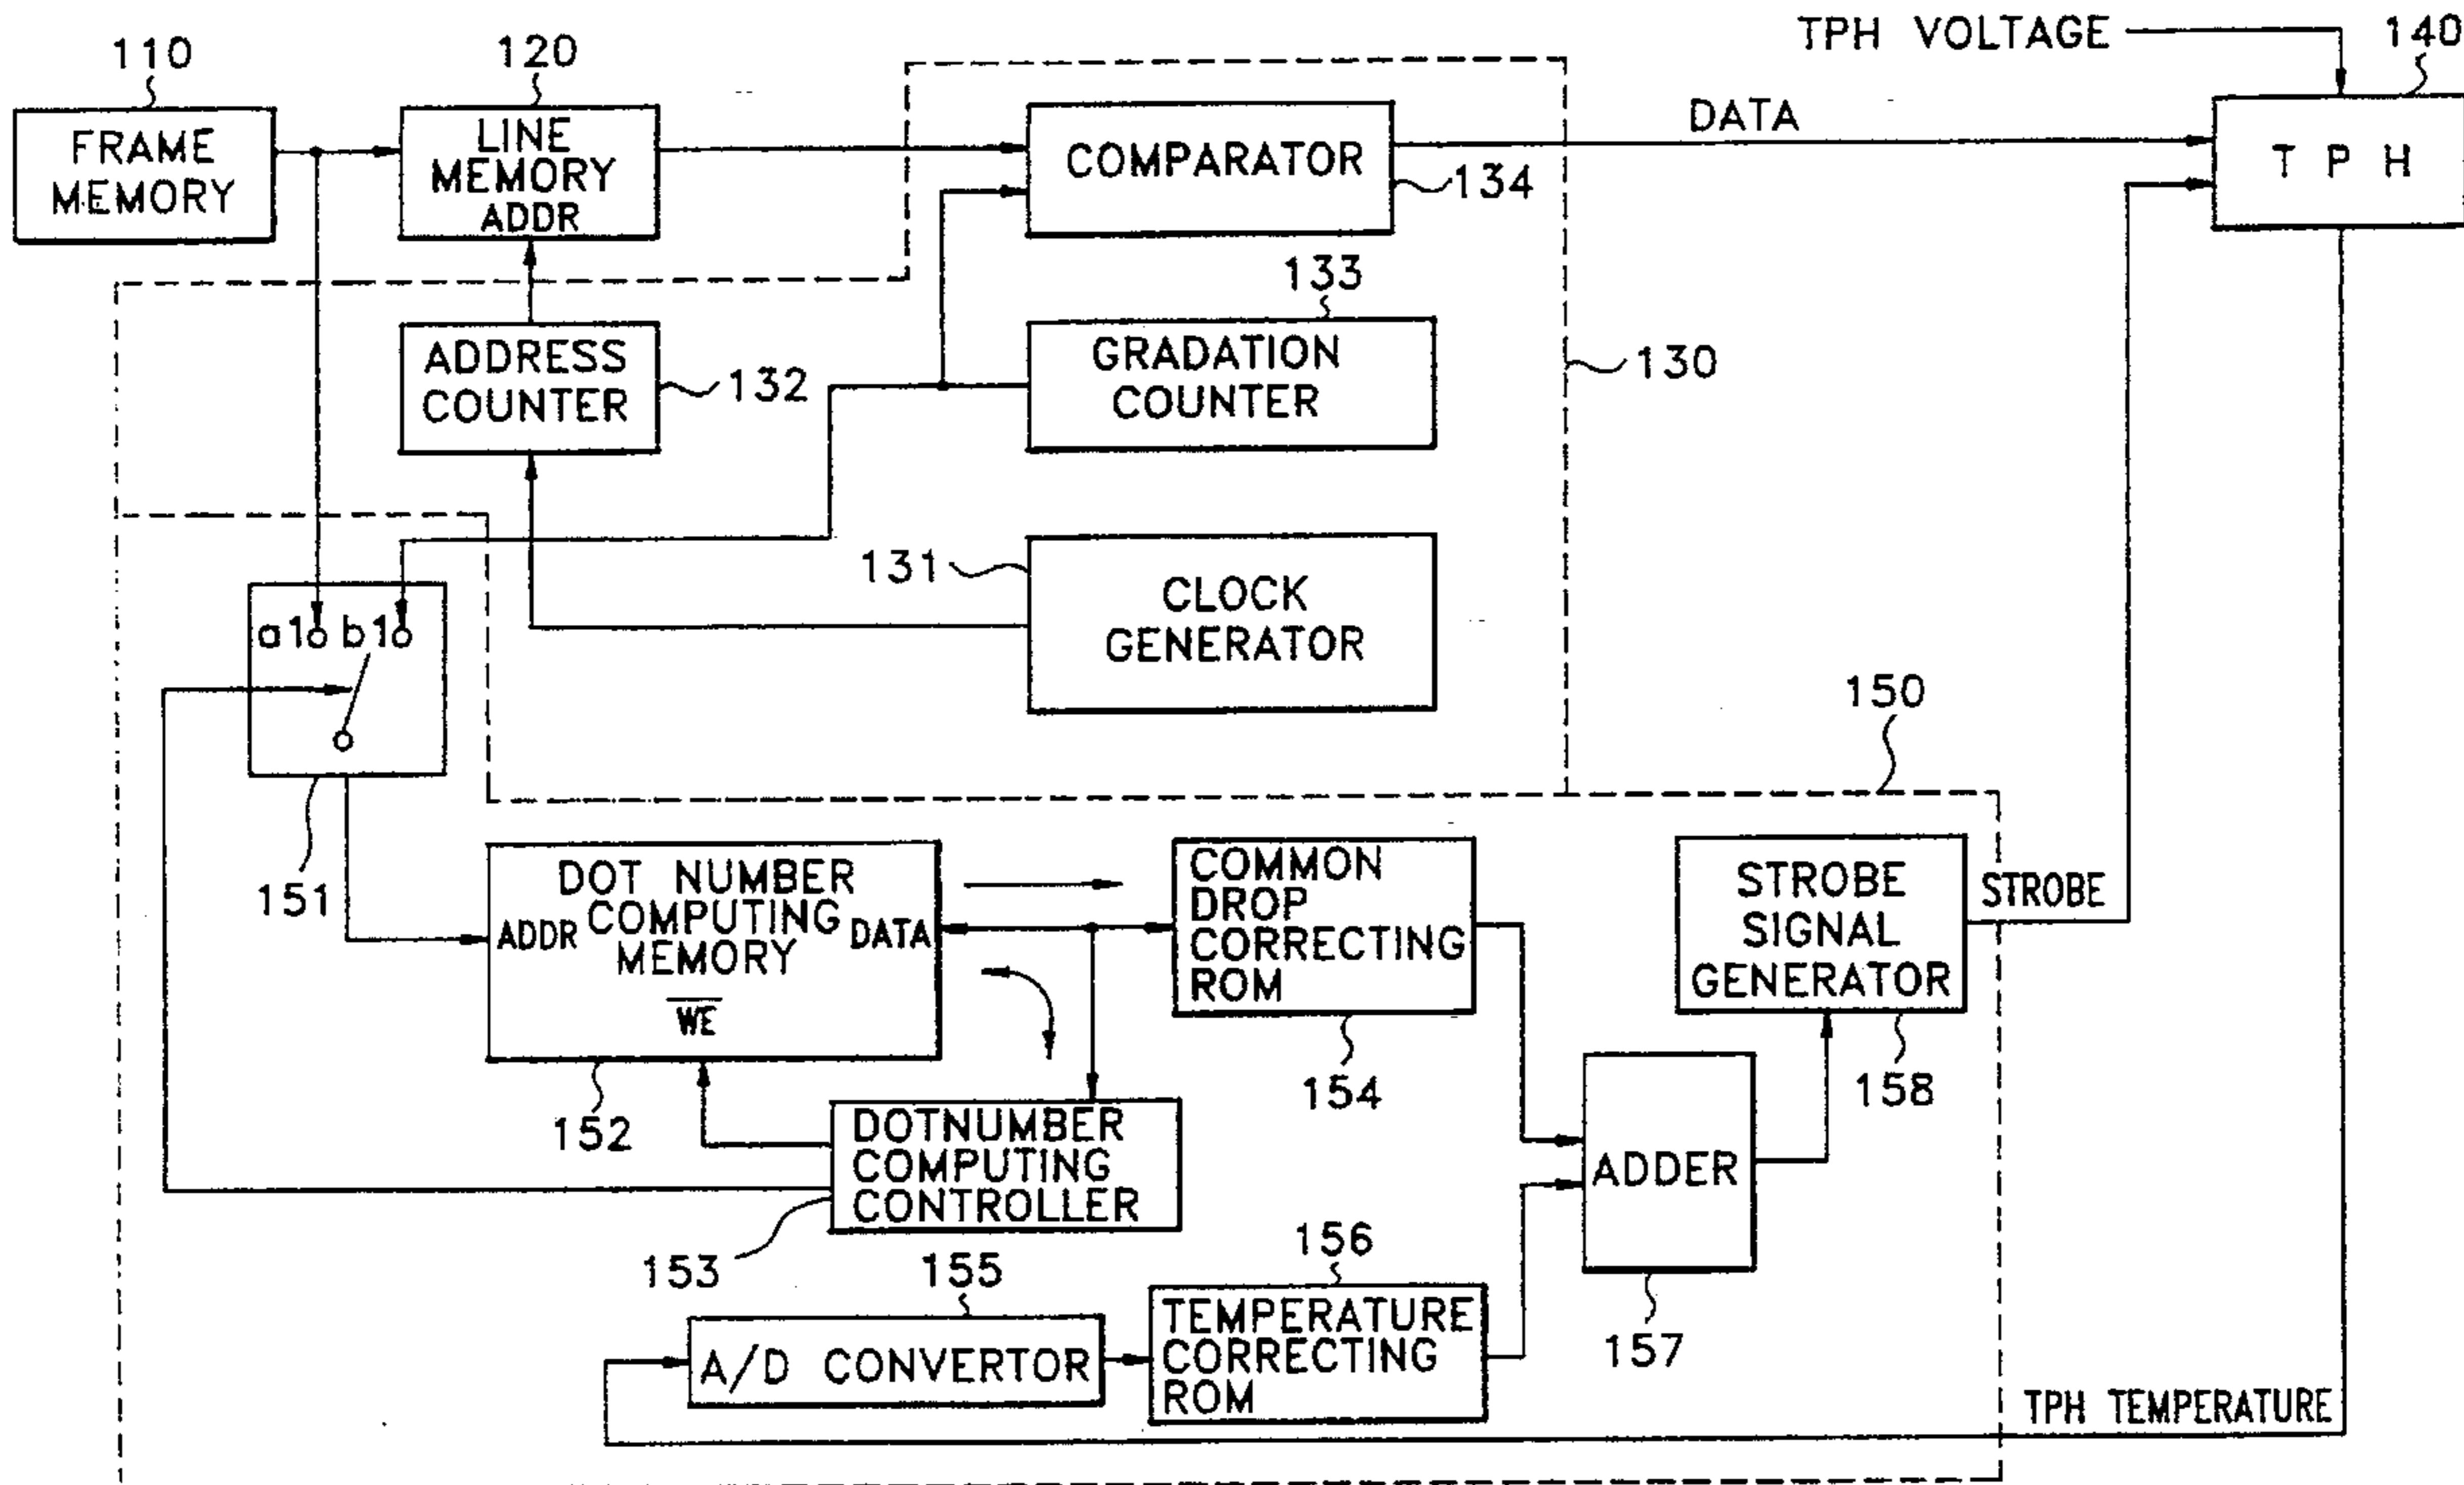 TPH VOLTAGE
110
120
140
FRAME
MEMORY
LINE
MEMORY
ADDR
COMPARATOR
134
DATA
T P H
133
ADDRESS
COUNTER
132
GRADATION
COUNTER
130
131
CLOCK
GENERATOR
a1 b1
151
150
DOT NUMBER
COMPUTING
MEMORY
ADDR
DATA
WE
152
COMMON
DROP
CORRECTING
ROM
154
STROBE
SIGNAL
GENERATOR
158
STROBE
DOTNUMBER
COMPUTING
CONTROLLER
153
ADDER
157
155
A/D CONVERTOR
156
TEMPERATURE
CORRECTING
ROM
TPH TEMPERATURE